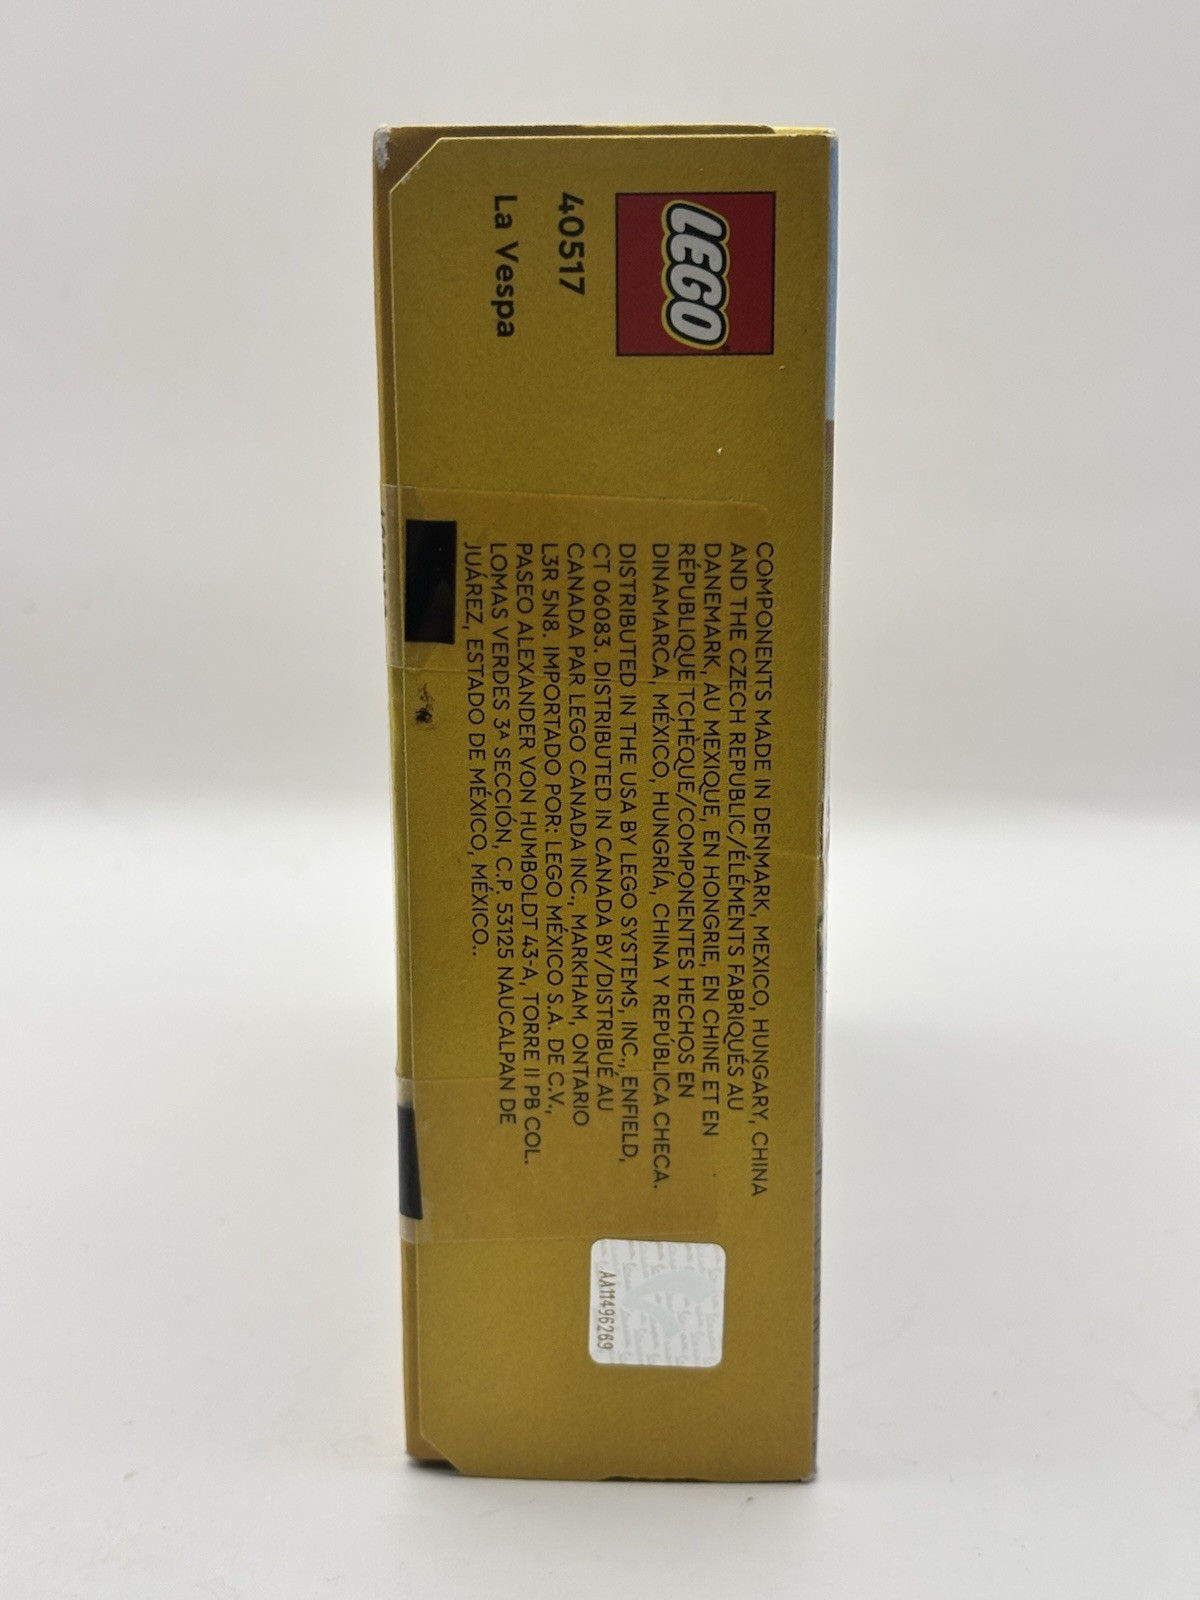 LEGO
40517
La Vespa
COMPONENTS MADE IN DENMARK, MEXICO, HUNGARY, CHINA
AND THE CZECH REPUBLIC/ÉLÉMENTS FABRIQUÉS AU
DANEMARK, AU MEXIQUE, EN HONGRIE, EN CHINE ET EN
RÉPUBLIQUE TCHÈQUE/COMPONENTES HECHOS EN
DINAMARCA, MÉXICO, HUNGRÍA, CHINA Y REPÚBLICA CHECA.
DISTRIBUTED IN THE USA BY LEGO SYSTEMS, INC., ENFIELD,
CT 06083. DISTRIBUTED IN CANADA BY/DISTRIBUÉ AU
CANADA PAR LEGO CANADA INC., MARKHAM, ONTARIO
L3R 5N8. IMPORTADO POR: LEGO MÉXICO S.A. DE C.V.,
PASEO ALEXANDER VON HUMBOLDT 43-A, TORRE II PB COL.
LOMAS VERDES 3ᴬ SECCIÓN, C.P. 53125 NAUCALPAN DE
JUÁREZ, ESTADO DE MÉXICO, MÉXICO..
AA11496269